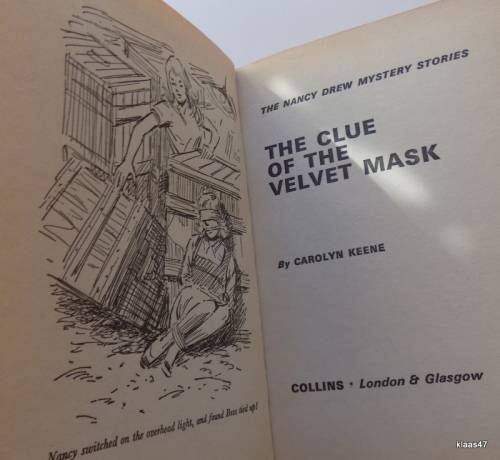 Nancy switched on the overhead light, and found Bess tied up!
THE NANCY DREW MYSTERY STORIES
THE CLUE
OF THE
VELVET MASK
By CAROLYN KEENE
COLLINS · London & Glasgow
klaas47